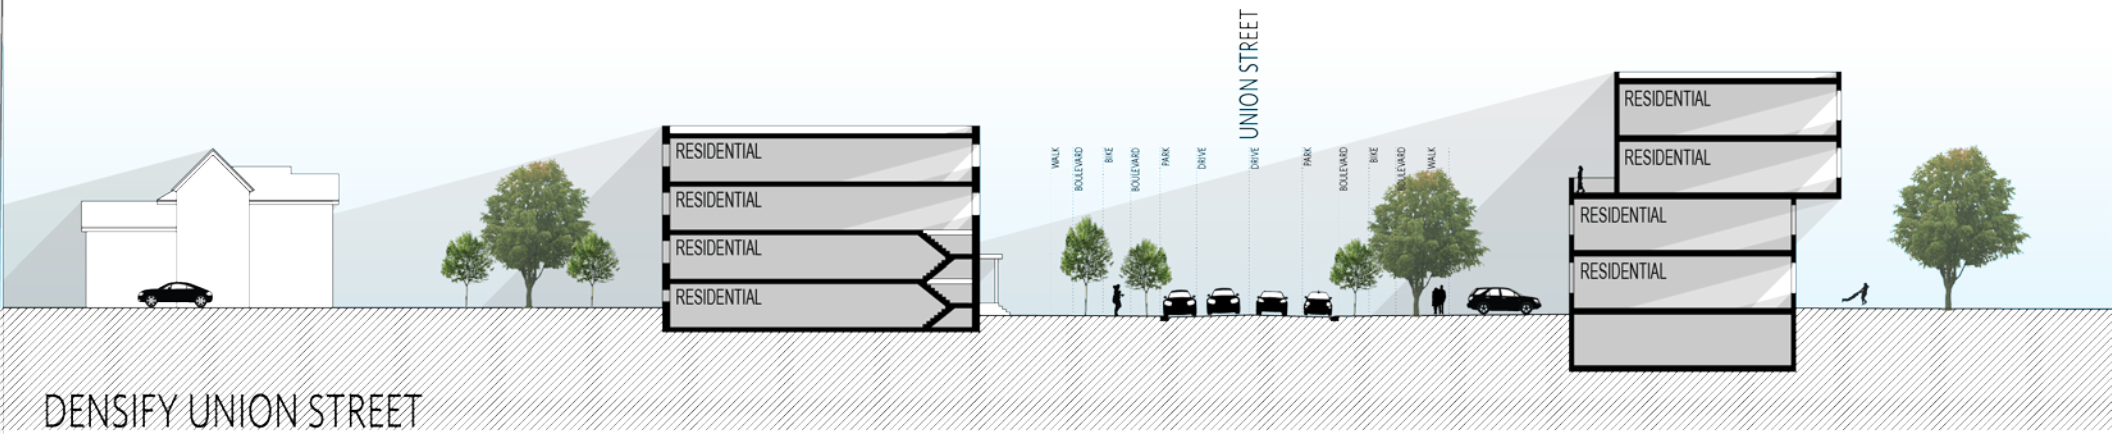 UNION STREET
RESIDENTIAL
RESIDENTIAL
RESIDENTIAL
RESIDENTIAL
WALK
BOULEVARD
BIKE
BOULEVARD
PARK
DRIVE
DRIVE
PARK
BOULEVARD
BIKE
BOULEVARD
WALK
RESIDENTIAL
RESIDENTIAL
RESIDENTIAL
RESIDENTIAL
DENSIFY UNION STREET